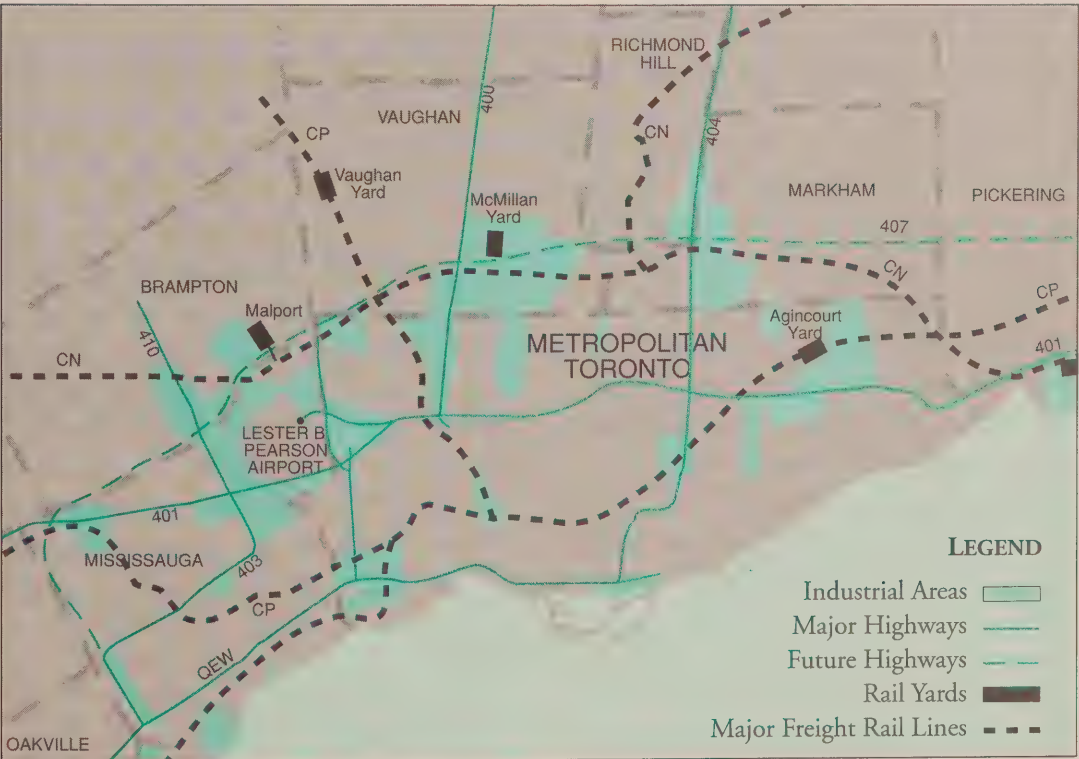 RICHMOND
HILL
400
VAUGHAN
404
CP
CN
Vaughan
Yard
McMillan
Yard
MARKHAM
PICKERING
407
CN
BRAMPTON
CP
Malport
Agincourt
Yard
410
METROPOLITAN
TORONTO
401
CN
LESTER B
PEARSON
AIRPORT
401
MISSISSAUGA
403
CP
QEW
OAKVILLE
LEGEND
Industrial Areas
Major Highways
Future Highways
Rail Yards
Major Freight Rail Lines